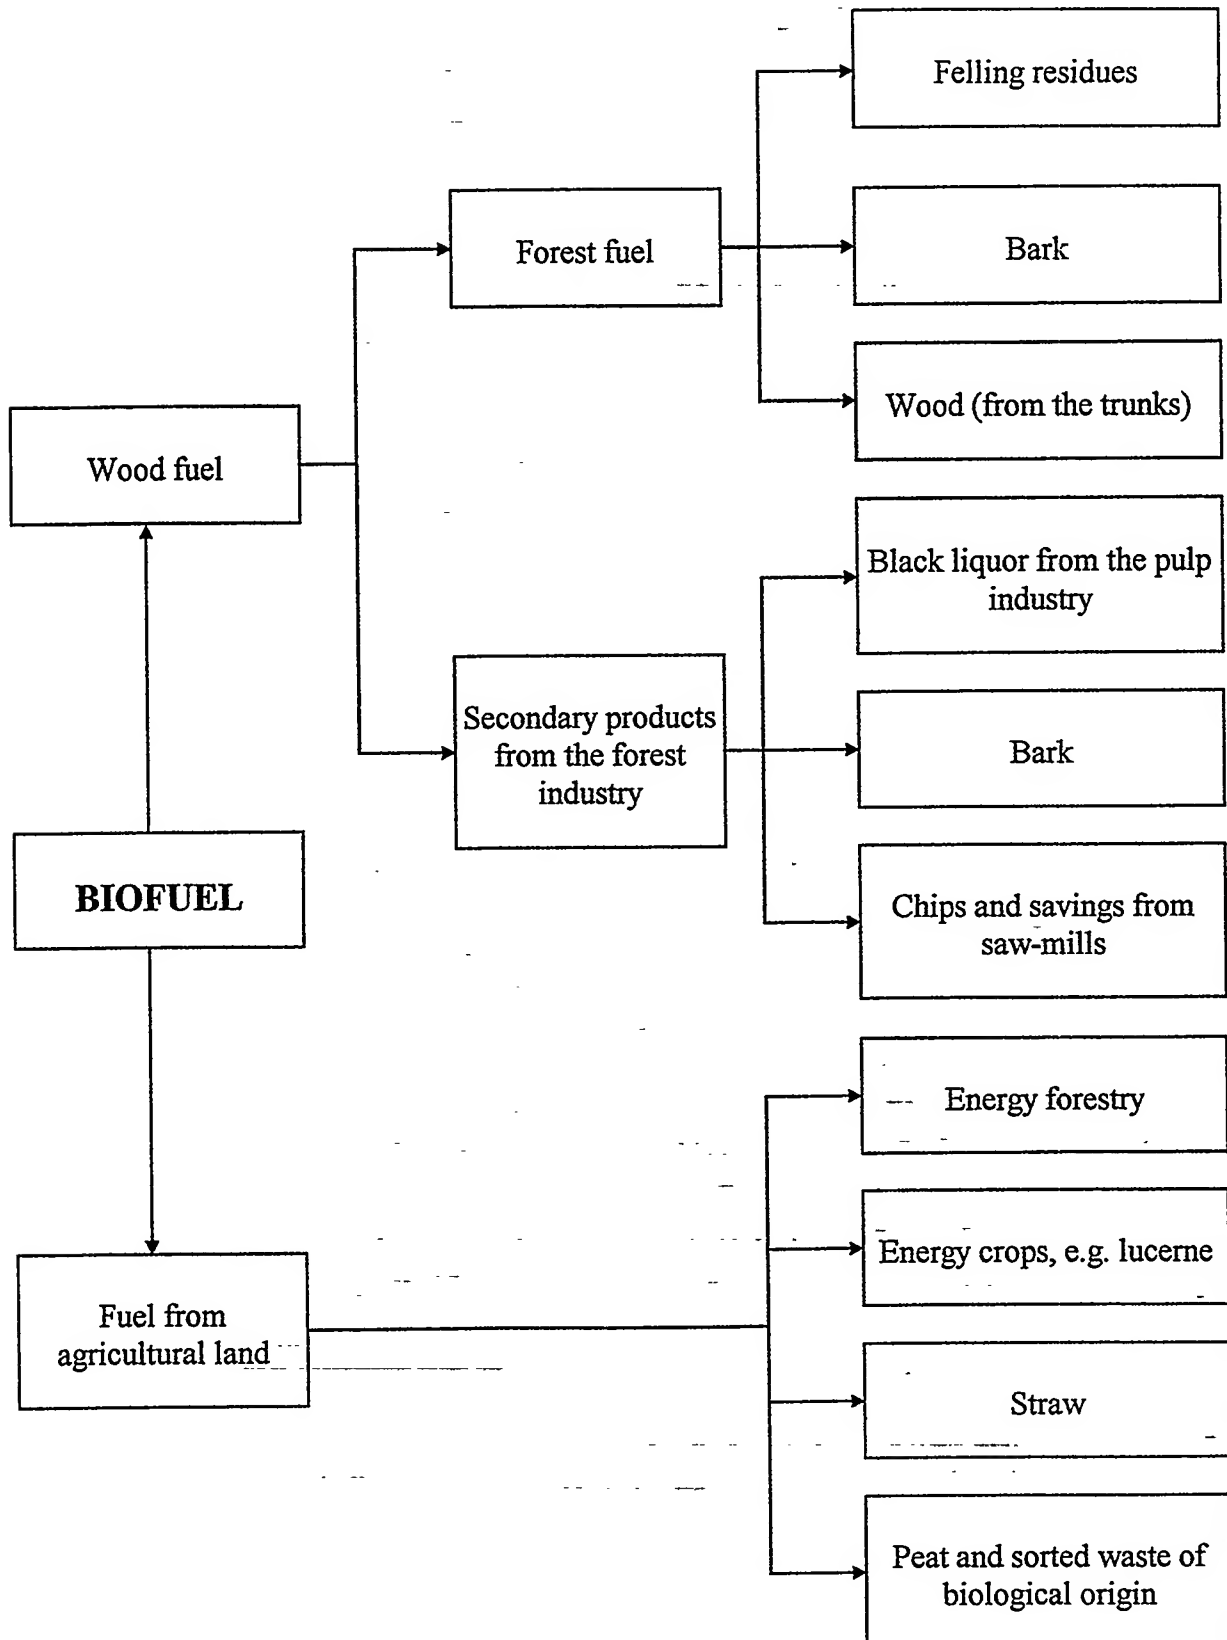 Felling residues
Forest fuel
Bark
Wood (from the trunks)
Wood fuel
Black liquor from the pulp
industry
Secondary products
from the forest
industry
Bark
BIOFUEL
Chips and savings from
saw-mills
Energy forestry
Energy crops, e.g. lucerne
Fuel from
agricultural land
Straw
Peat and sorted waste of
biological origin